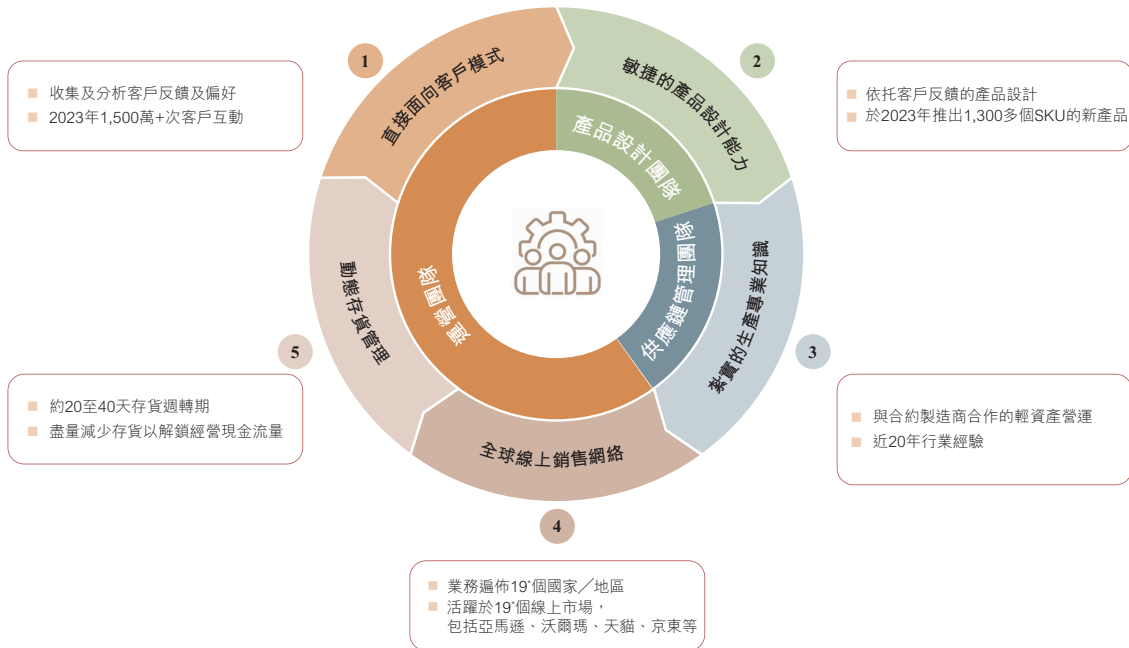 1
直接面向客戶模式
收集及分析客戶反饋及偏好
2023年1,500萬+次客戶互動
2
敏捷的產品設計能力
依托客戶反饋的產品設計
於2023年推出1,300多個SKU的新產品
產品設計團隊
供應鏈管理團隊
運營團隊
3
紮實的生產專業知識
與合約製造商合作的輕資產營運
近20年行業經驗
4
全球線上銷售網絡
業務遍佈19*個國家／地區
活躍於19*個線上市場，
包括亞馬遜、沃爾瑪、天貓、京東等
5
動態存貨管理
約20至40天存貨週轉期
盡量減少存貨以解鎖經營現金流量